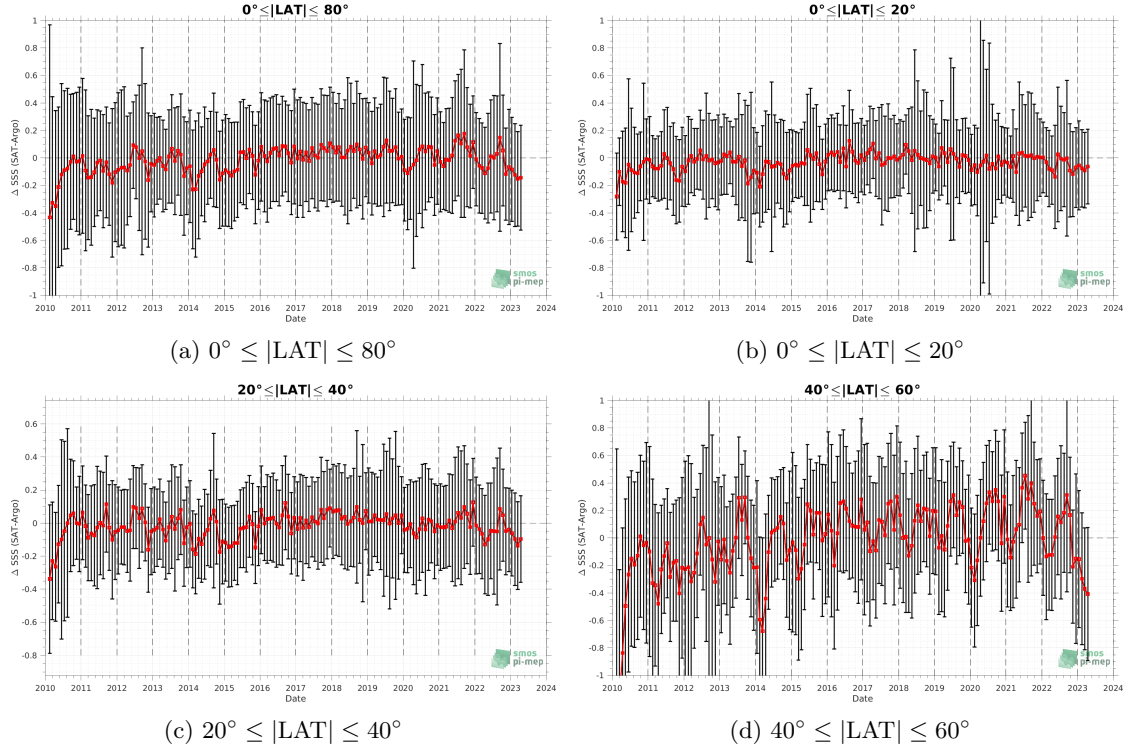 0°≤|LAT|≤ 80°
1
0.8
0.6
0.4
0.2
0
-0.2
-0.4
-0.6
-0.8
-1
Δ SSS (SAT-Argo)
2010 2011 2012 2013 2014 2015 2016 2017 2018 2019 2020 2021 2022 2023 2024
Date
smos
pi-mep
(a) 0° ≤ |LAT| ≤ 80°
0°≤|LAT|≤ 20°
1
0.8
0.6
0.4
0.2
0
-0.2
-0.4
-0.6
-0.8
-1
Δ SSS (SAT-Argo)
2010 2011 2012 2013 2014 2015 2016 2017 2018 2019 2020 2021 2022 2023 2024
Date
smos
pi-mep
(b) 0° ≤ |LAT| ≤ 20°
20°≤|LAT|≤ 40°
0.6
0.4
0.2
0
-0.2
-0.4
-0.6
-0.8
Δ SSS (SAT-Argo)
2010 2011 2012 2013 2014 2015 2016 2017 2018 2019 2020 2021 2022 2023 2024
Date
smos
pi-mep
(c) 20° ≤ |LAT| ≤ 40°
40°≤|LAT|≤ 60°
1
0.8
0.6
0.4
0.2
0
-0.2
-0.4
-0.6
-0.8
-1
Δ SSS (SAT-Argo)
2010 2011 2012 2013 2014 2015 2016 2017 2018 2019 2020 2021 2022 2023 2024
Date
smos
pi-mep
(d) 40° ≤ |LAT| ≤ 60°